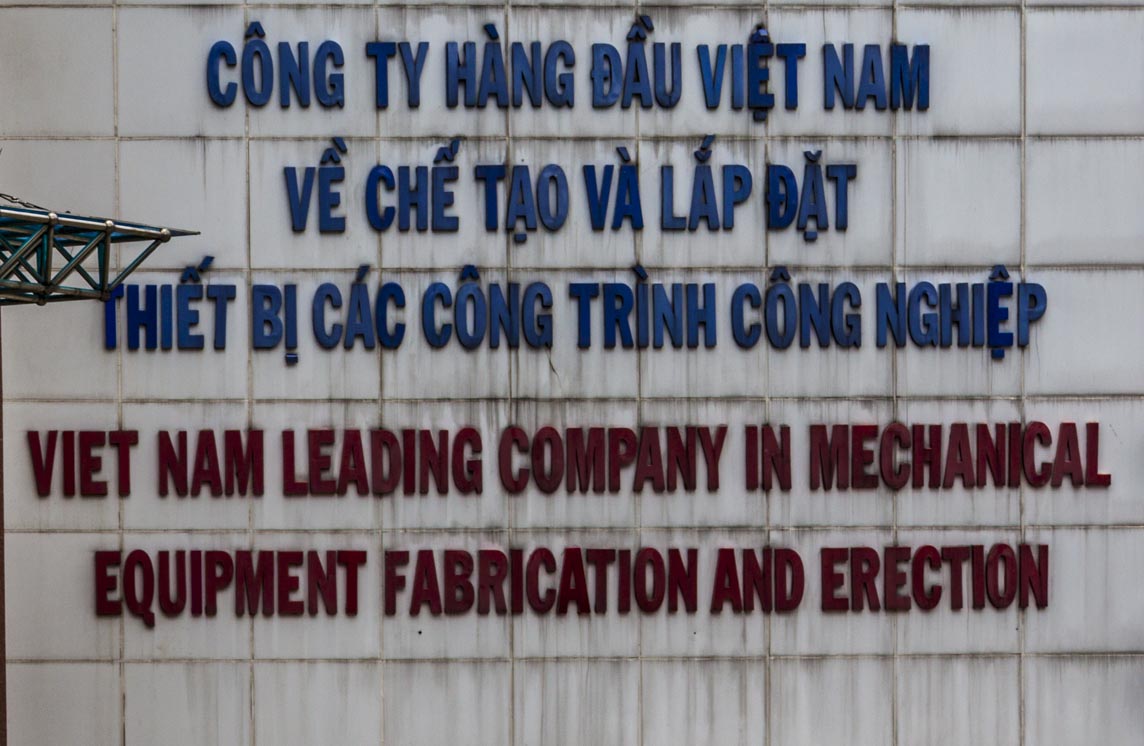 CÔNG TY HÀNG ĐẦU VIỆT NAM
VỀ CHẾ TẠO VÀ LẮP ĐẶT
THIẾT BỊ CÁC CÔNG TRÌNH CÔNG NGHIỆP
VIET NAM LEADING COMPANY IN MECHANICAL
EQUIPMENT FABRICATION AND ERECTION